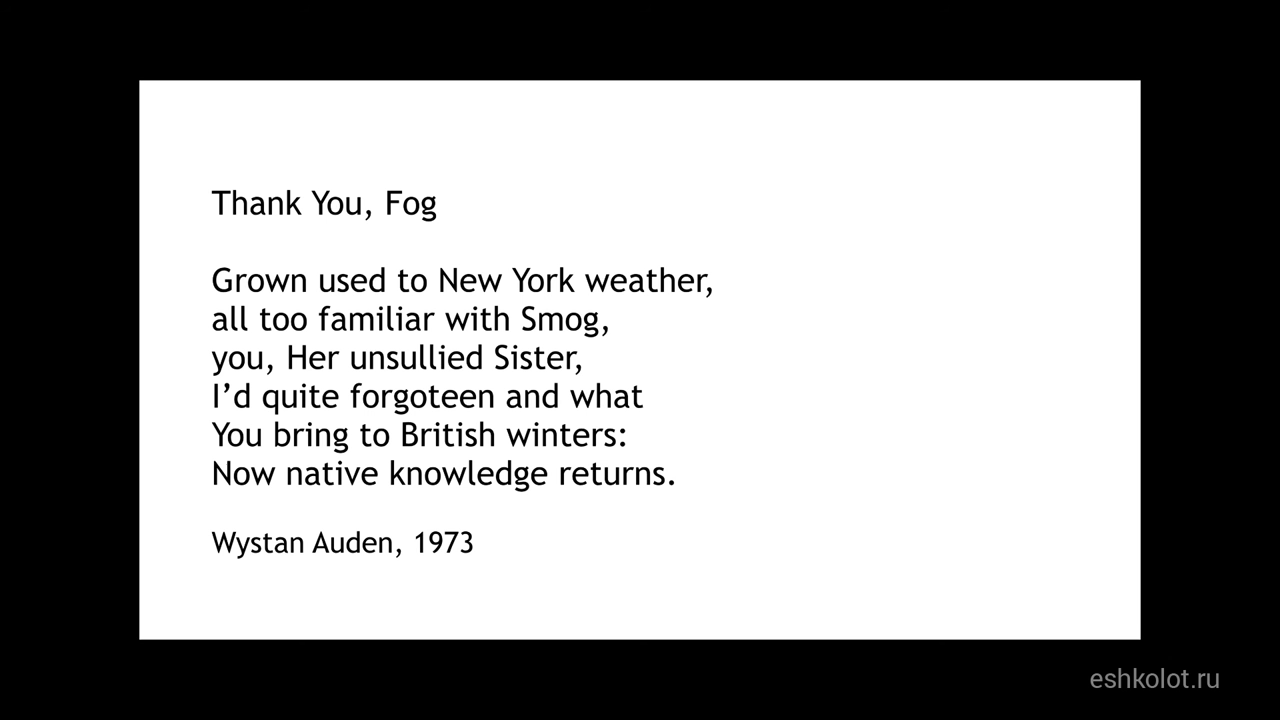 Thank You, Fog
Grown used to New York weather,
all too familiar with Smog,
you, Her unsullied Sister,
I’d quite forgoteen and what
You bring to British winters:
Now native knowledge returns.
Wystan Auden, 1973
eshkolot.ru